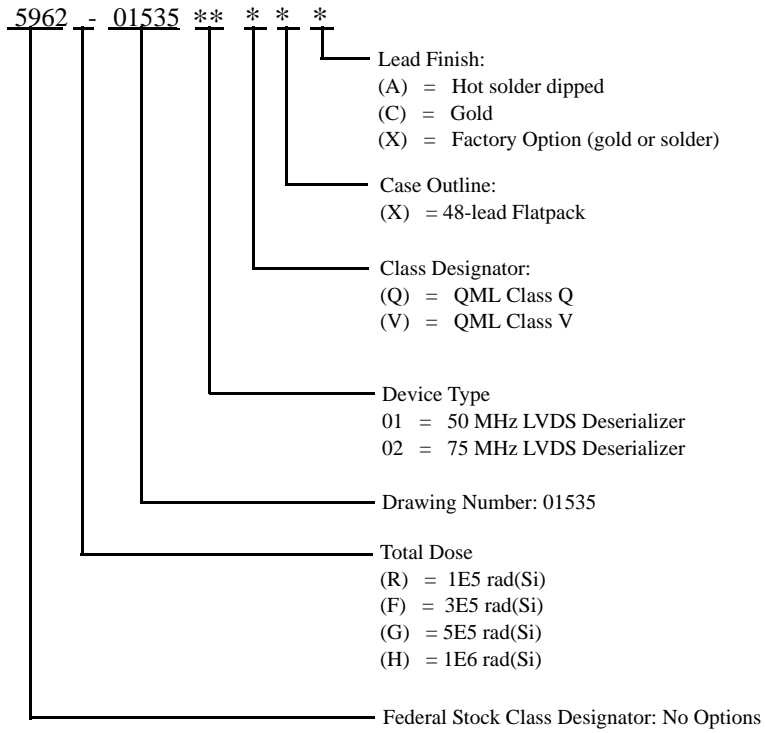 5962 - 01535 ** * * *
Lead Finish:
(A) = Hot solder dipped
(C) = Gold
(X) = Factory Option (gold or solder)
Case Outline:
(X) = 48-lead Flatpack
Class Designator:
(Q) = QML Class Q
(V) = QML Class V
Device Type
01 = 50 MHz LVDS Deserializer
02 = 75 MHz LVDS Deserializer
Drawing Number: 01535
Total Dose
(R) = 1E5 rad(Si)
(F) = 3E5 rad(Si)
(G) = 5E5 rad(Si)
(H) = 1E6 rad(Si)
Federal Stock Class Designator: No Options